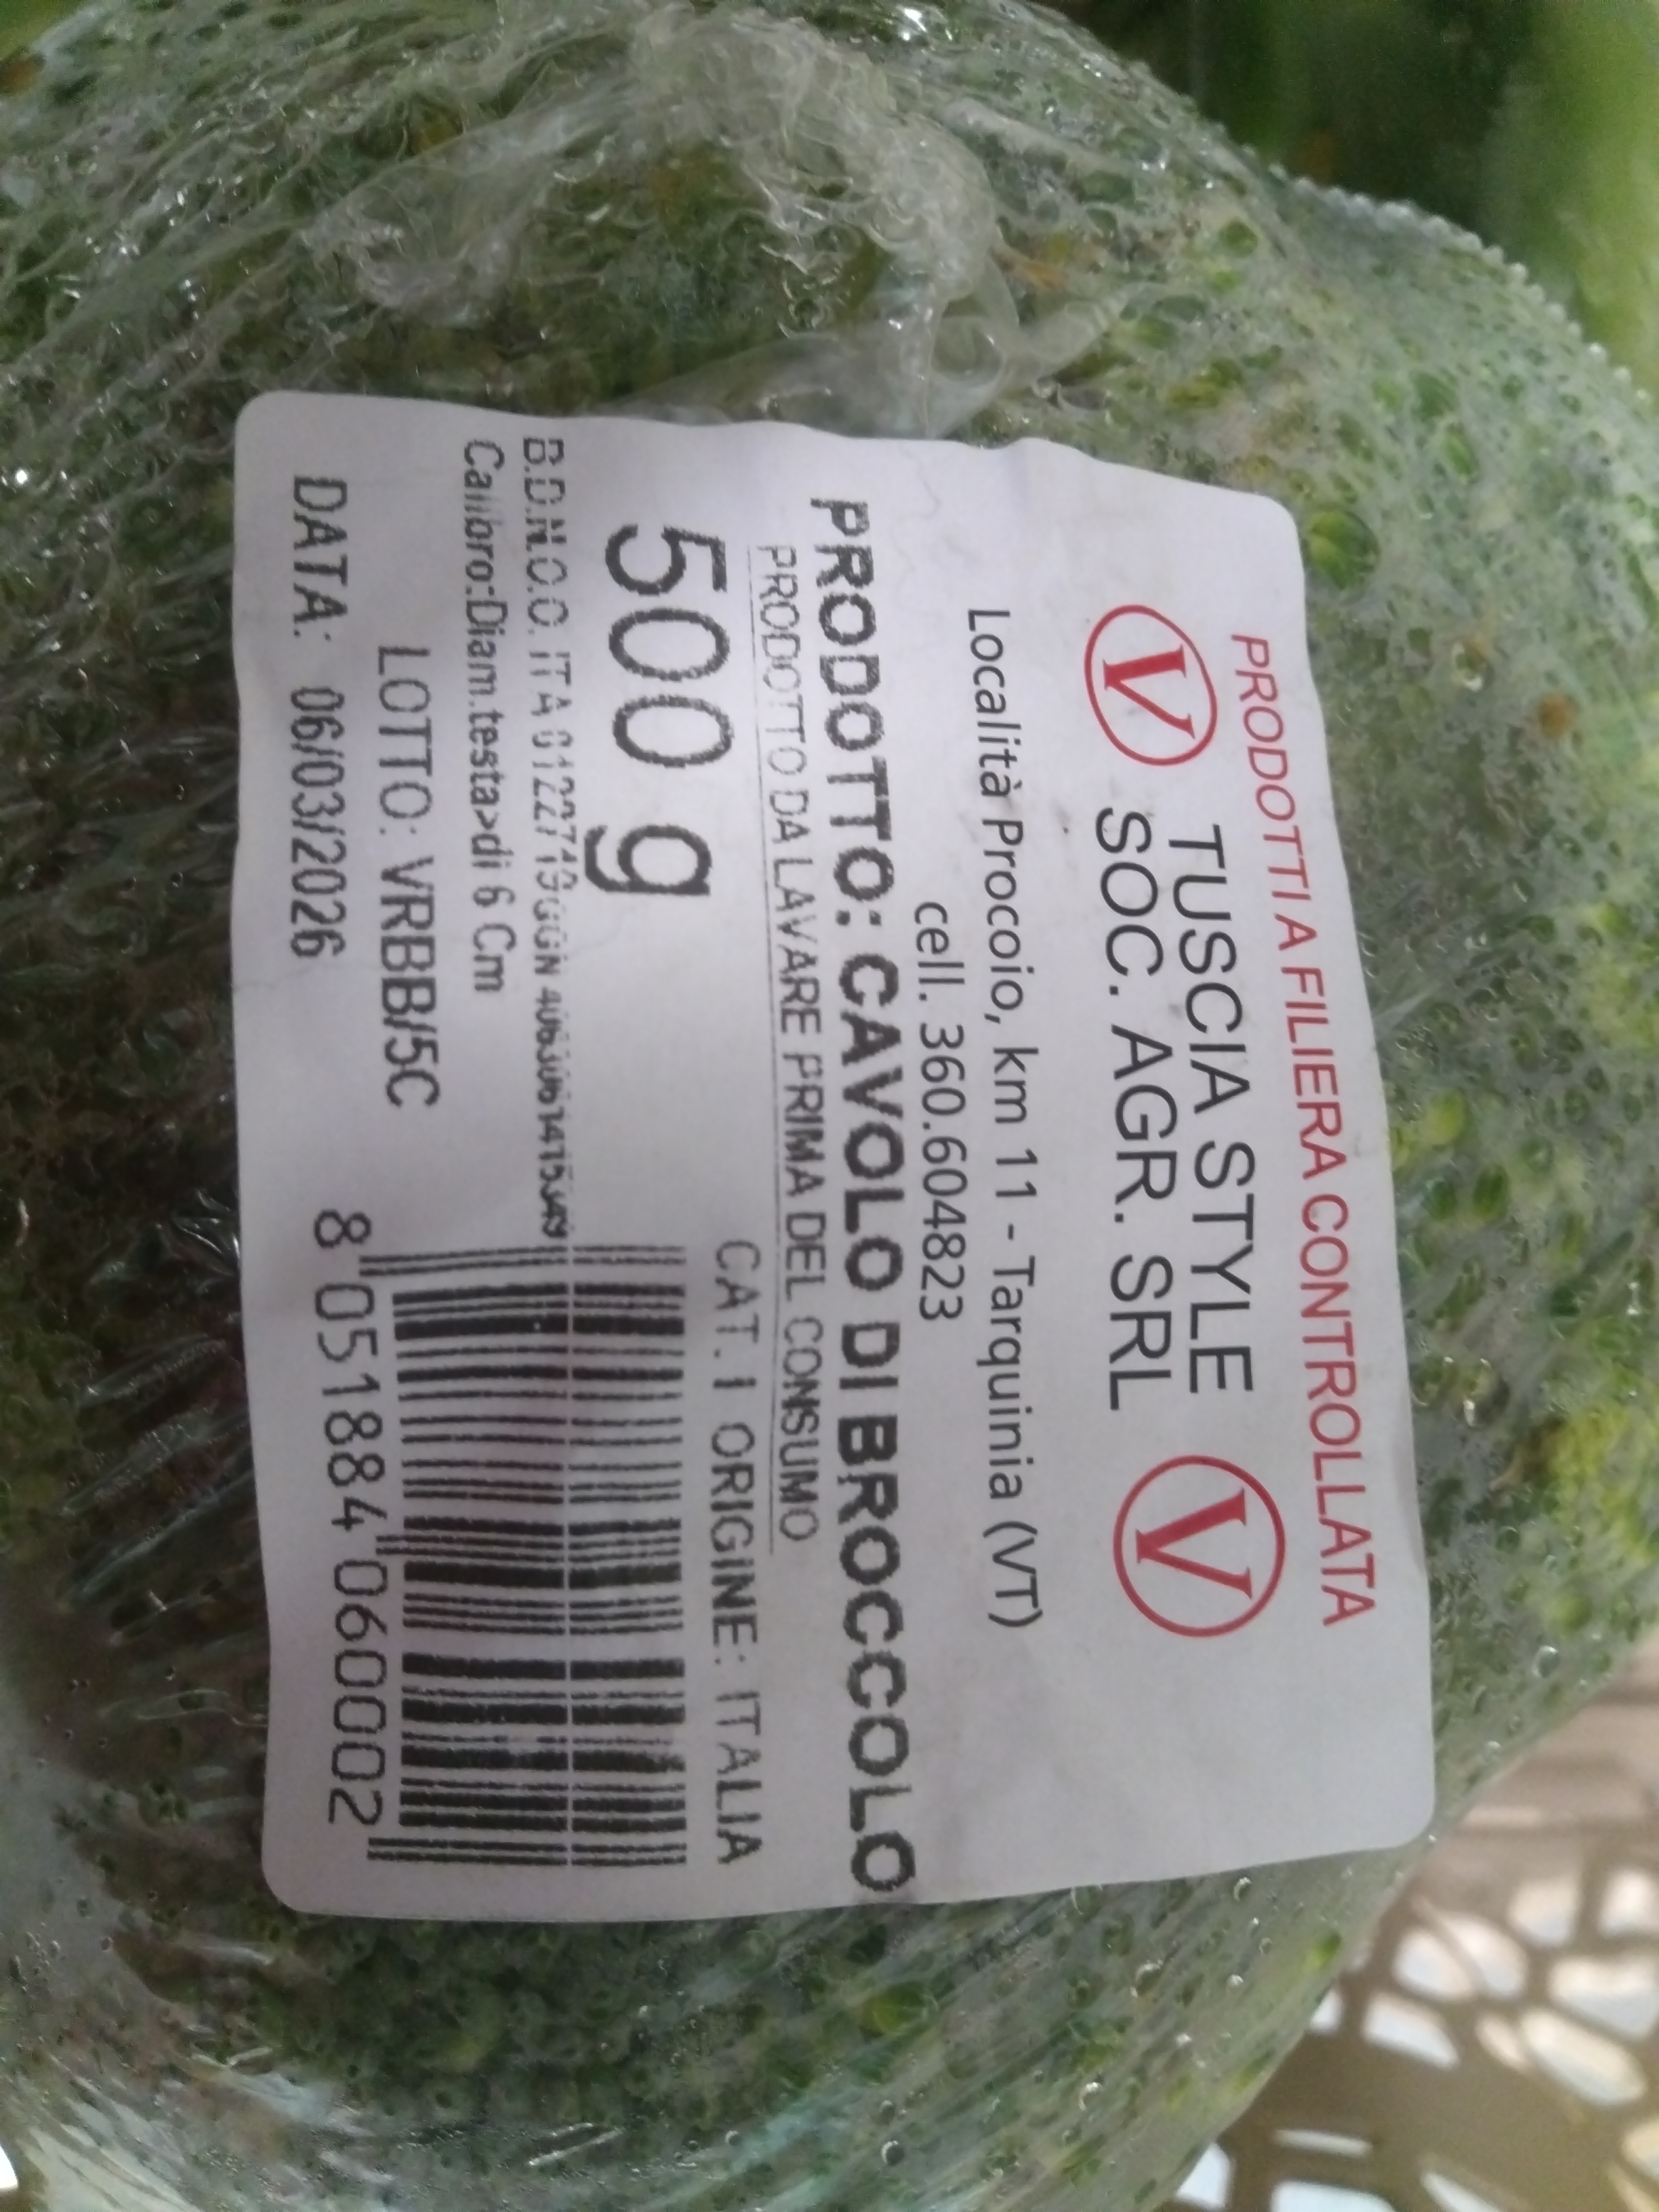 PRODOTTI A FILIERA CONTROLLATA
V TUSCIA STYLE V
SOC. AGR. SRL
Località Procoio, km 11 - Tarquinia (VT)
cell. 360.604823
PRODOTTO: CAVOLO DI BROCCOLO
PRODOTTO DA LAVARE PRIMA DEL CONSUMO
500 g
CAT. I ORIGINE: ITALIA
B.D.N.O.O. ITA
Calibro:Diam.testa>di 6 Cm
LOTTO: VRBB/5C
DATA: 06/03/2026
8 051884 060002